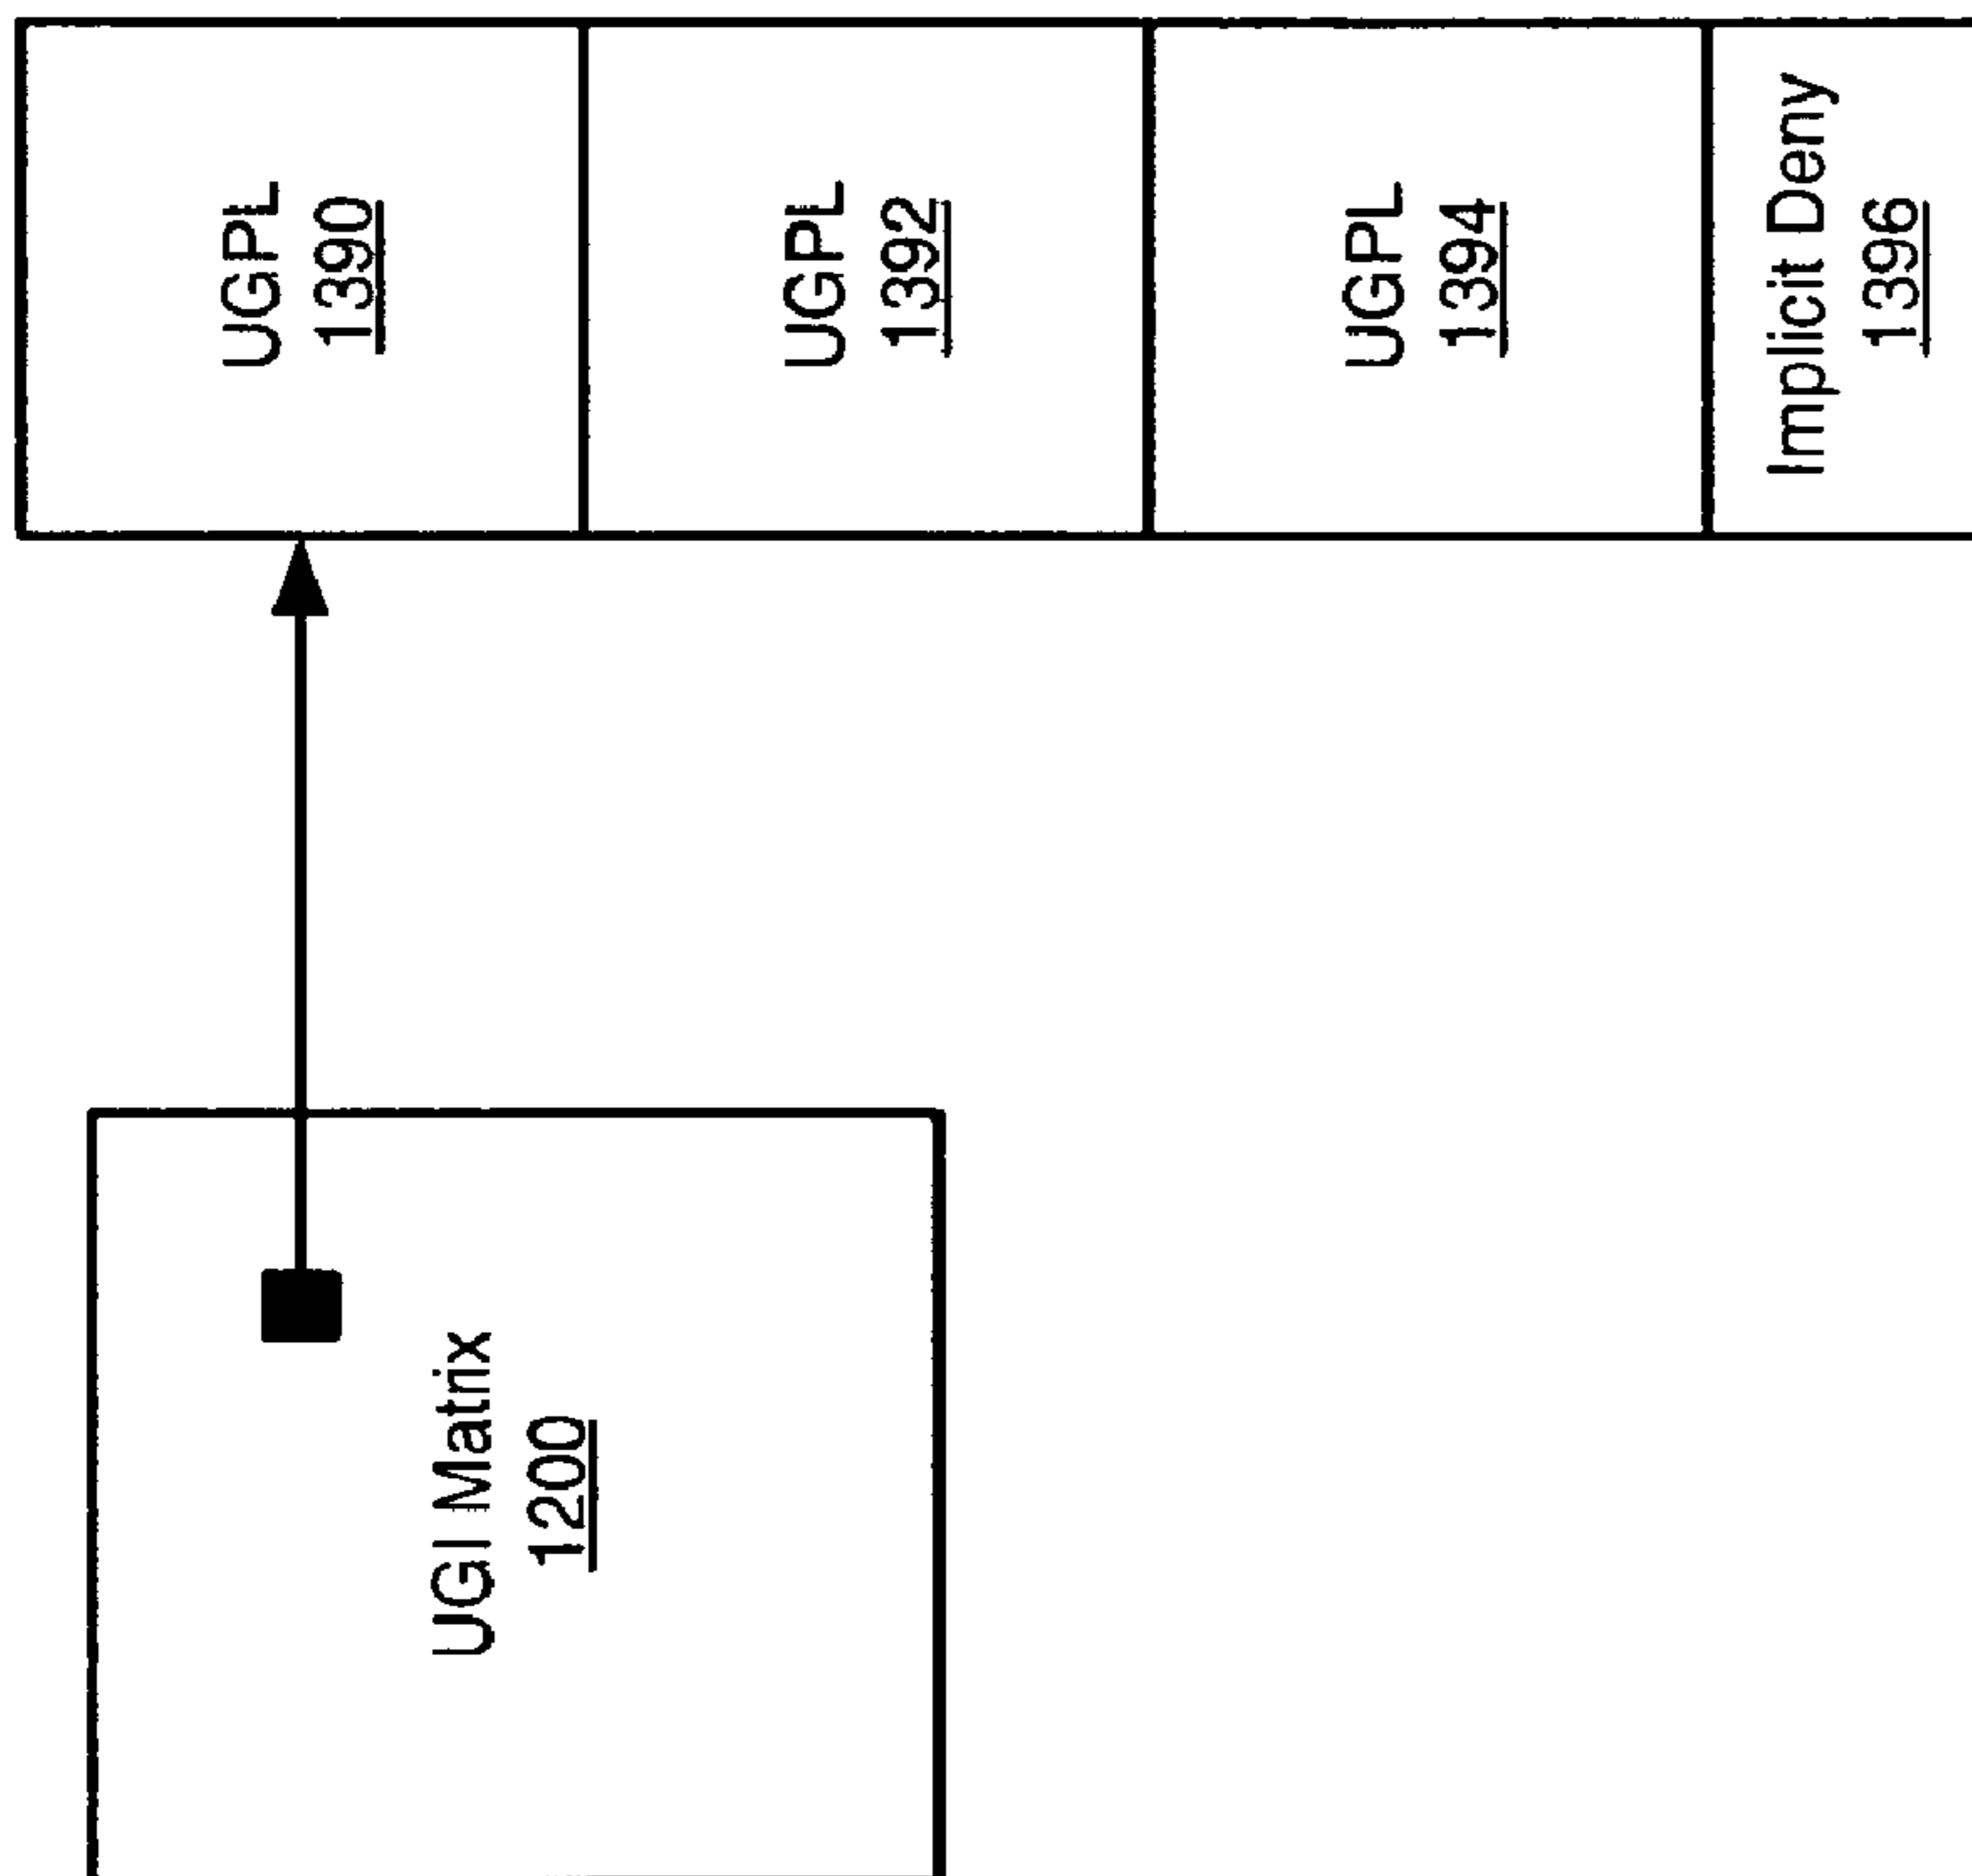 UGI Matrix
1200
UGPL
1390
UGPL
1392
UGPL
1394
Implicit Deny
1396